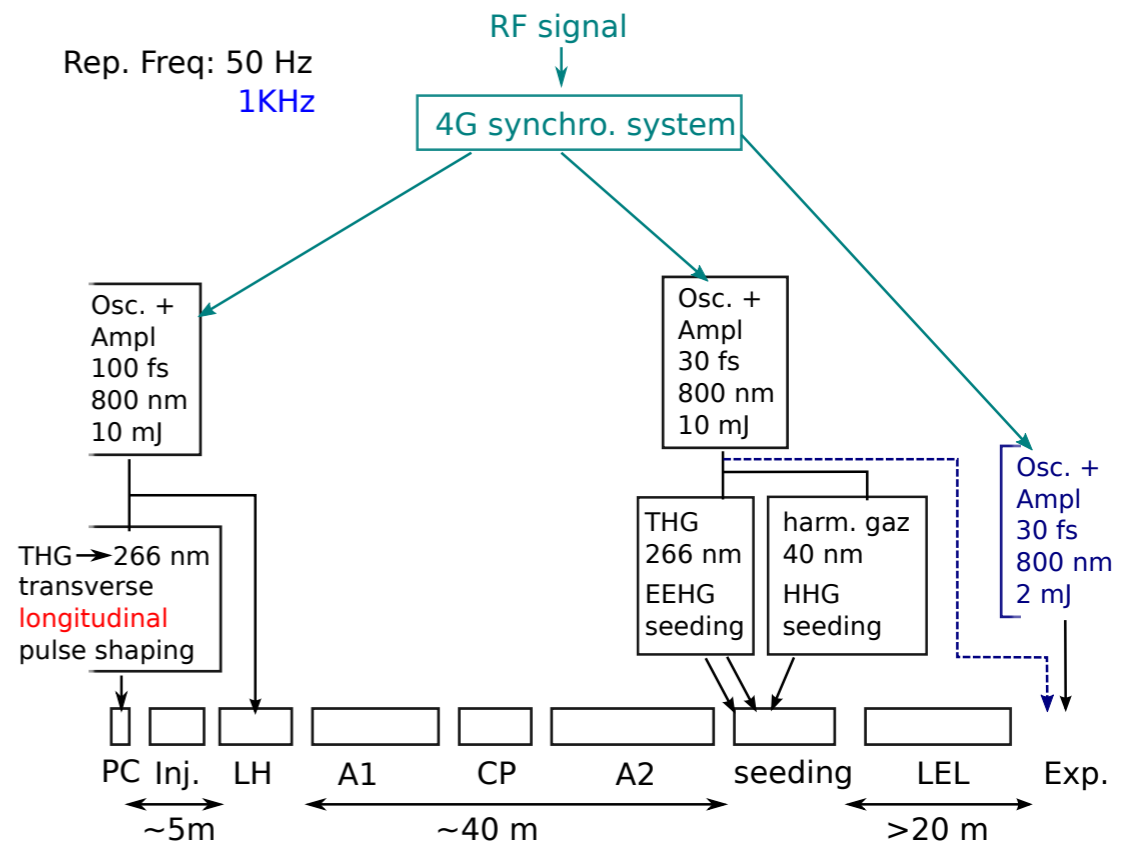 RF signal
Rep. Freq: 50 Hz
1KHz
4G synchro. system
Osc. +
Ampl
100 fs
800 nm
10 mJ
Osc. +
Ampl
30 fs
800 nm
10 mJ
Osc. +
Ampl
30 fs
800 nm
2 mJ
THG 266 nm
transverse
longitudinal
pulse shaping
THG
266 nm
EEHG
seeding
harm. gaz
40 nm
HHG
seeding
PC Inj. LH A1 CP A2 seeding LEL Exp.
~5m ~40 m >20 m